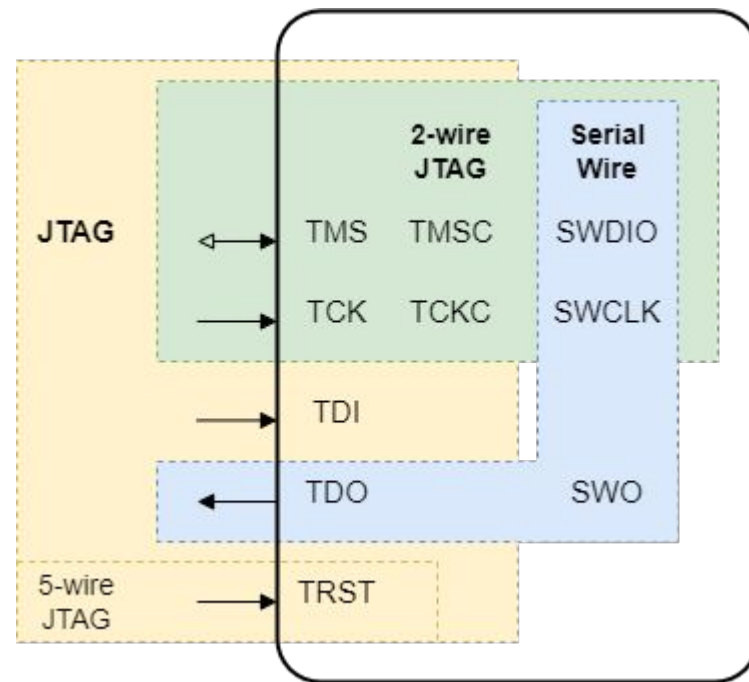 2-wire
JTAG
Serial
Wire
JTAG
TMS TMSC SWDIO
TCK TCKC SWCLK
TDI
TDO SWO
5-wire
JTAG
TRST